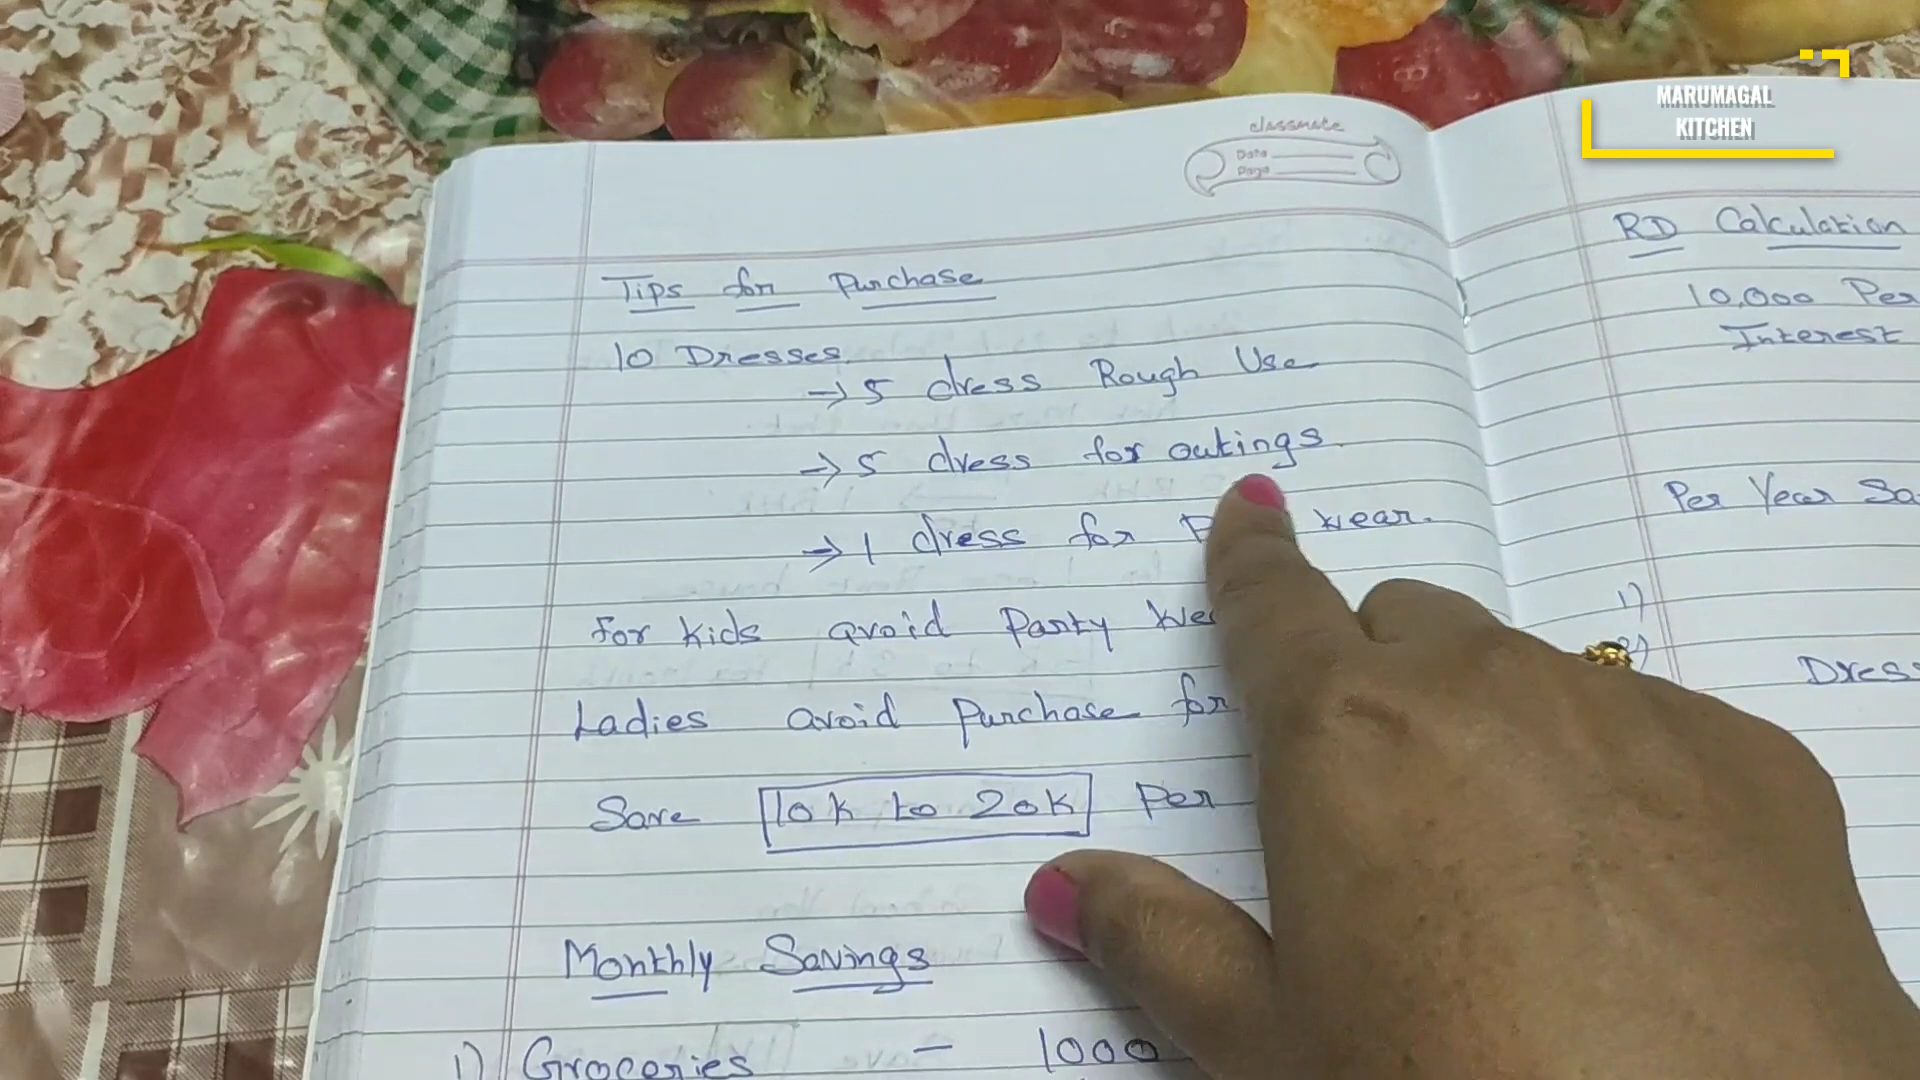 MARUMAGAL
KITCHEN
classmate
Date
Page
Tips for Purchase
10 Dresses.
→ 5 dress Rough Use
→ 5 dress for outings.
→ 1 dress for wear.
For kids avoid Party
Ladies avoid Purchase for
Save 10k to 20k Per
Monthly Savings
1) Groceries - 1000
RD Calculation
10,000 Per
Interest
Per Year
1)
2)